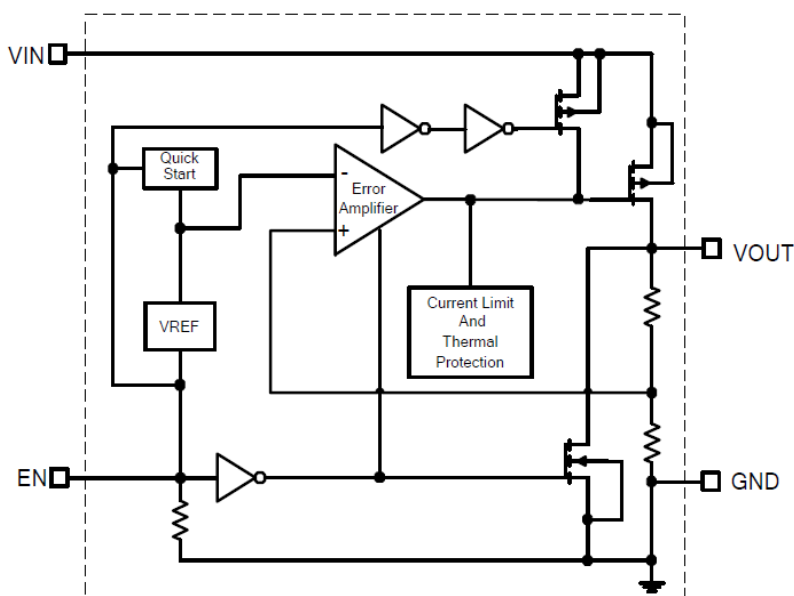 VIN
Quick
Start
-
Error
Amplifier
+
VOUT
Current Limit
And
Thermal
Protection
VREF
EN
GND